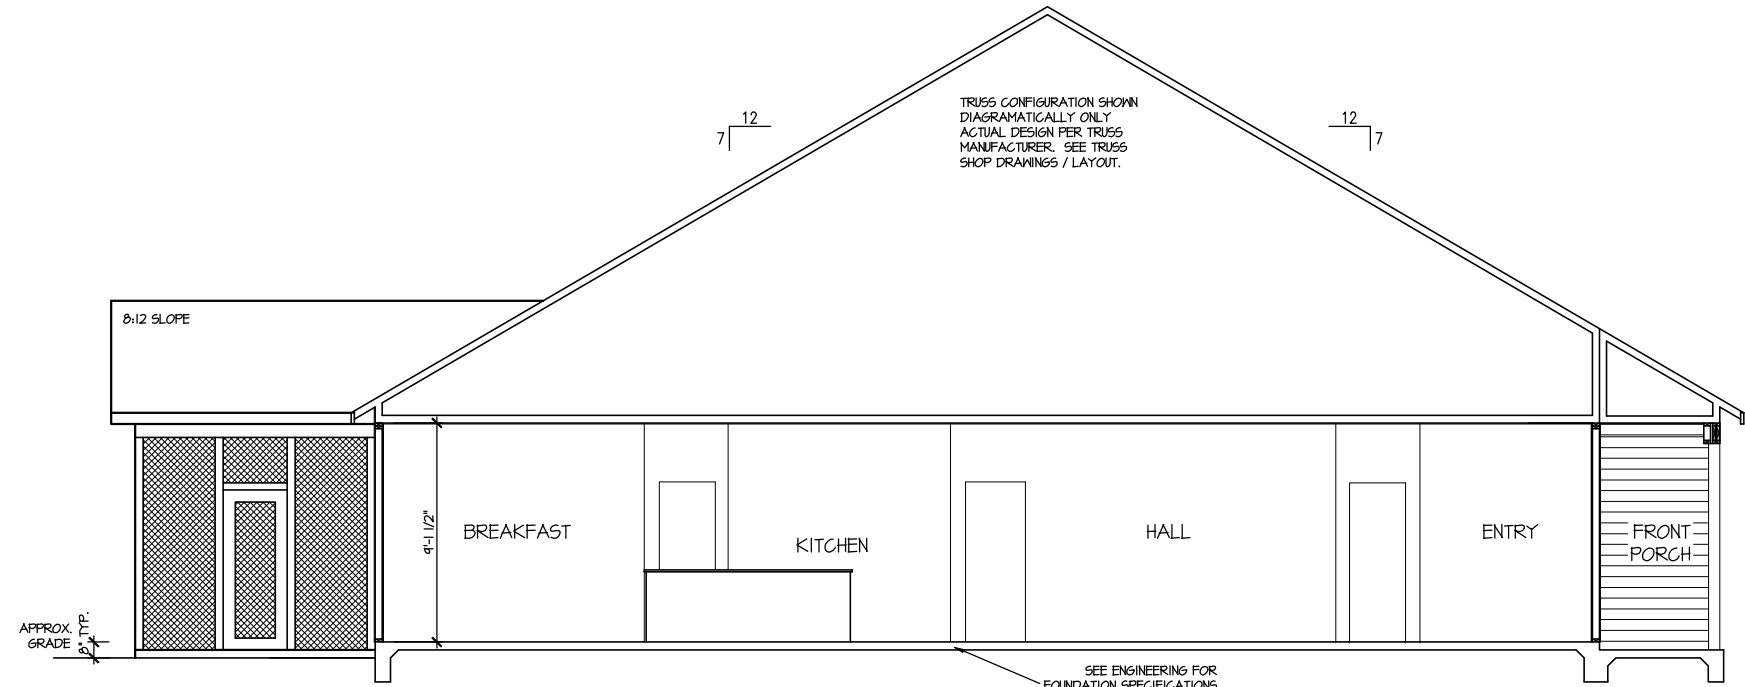 TRUSS CONFIGURATION SHOWN
DIAGRAMATICALLY ONLY
ACTUAL DESIGN PER TRUSS
MANUFACTURER. SEE TRUSS
SHOP DRAWINGS / LAYOUT.
12
7
12
7
8:12 SLOPE
9'-1 1/2"
BREAKFAST
KITCHEN
HALL
ENTRY
FRONT
PORCH
APPROX.
GRADE
8" TYP.
SEE ENGINEERING FOR
FOUNDATION SPECIFICATIONS